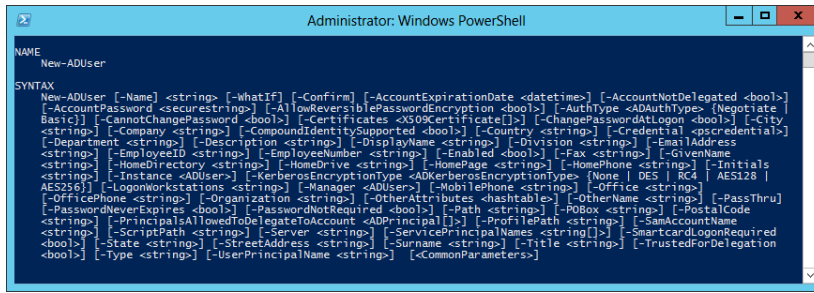 Administrator: Windows PowerShell
NAME
New-ADUser
SYNTAX
New-ADUser [-Name] <string> [-WhatIf] [-Confirm] [-AccountExpirationDate <datetime>] [-AccountNotDelegated <bool>]
[-AccountPassword <securestring>] [-AllowReversiblePasswordEncryption <bool>] [-AuthType <ADAuthType> {Negotiate |
Basic}] [-CannotChangePassword <bool>] [-Certificates <X509Certificate[]>] [-ChangePasswordAtLogon <bool>] [-City
<string>] [-Company <string>] [-CompoundIdentitySupported <bool>] [-Country <string>] [-Credential <pscredential>]
[-Department <string>] [-Description <string>] [-DisplayName <string>] [-Division <string>] [-EmailAddress
<string>] [-EmployeeID <string>] [-EmployeeNumber <string>] [-Enabled <bool>] [-Fax <string>] [-GivenName
<string>] [-HomeDirectory <string>] [-HomeDrive <string>] [-HomePage <string>] [-HomePhone <string>] [-Initials
<string>] [-Instance <ADUser>] [-KerberosEncryptionType <ADKerberosEncryptionType> {None | DES | RC4 | AES128 |
AES256}] [-LogonWorkstations <string>] [-Manager <ADUser>] [-MobilePhone <string>] [-Office <string>]
[-OfficePhone <string>] [-Organization <string>] [-OtherAttributes <hashtable>] [-OtherName <string>] [-PassThru]
[-PasswordNeverExpires <bool>] [-PasswordNotRequired <bool>] [-Path <string>] [-POBox <string>] [-PostalCode
<string>] [-PrincipalsAllowedToDelegateToAccount <ADPrincipal[]>] [-ProfilePath <string>] [-SamAccountName
<string>] [-ScriptPath <string>] [-Server <string>] [-ServicePrincipalNames <string[]>] [-SmartcardLogonRequired
<bool>] [-State <string>] [-StreetAddress <string>] [-Surname <string>] [-Title <string>] [-TrustedForDelegation
<bool>] [-Type <string>] [-UserPrincipalName <string>] [<CommonParameters>]